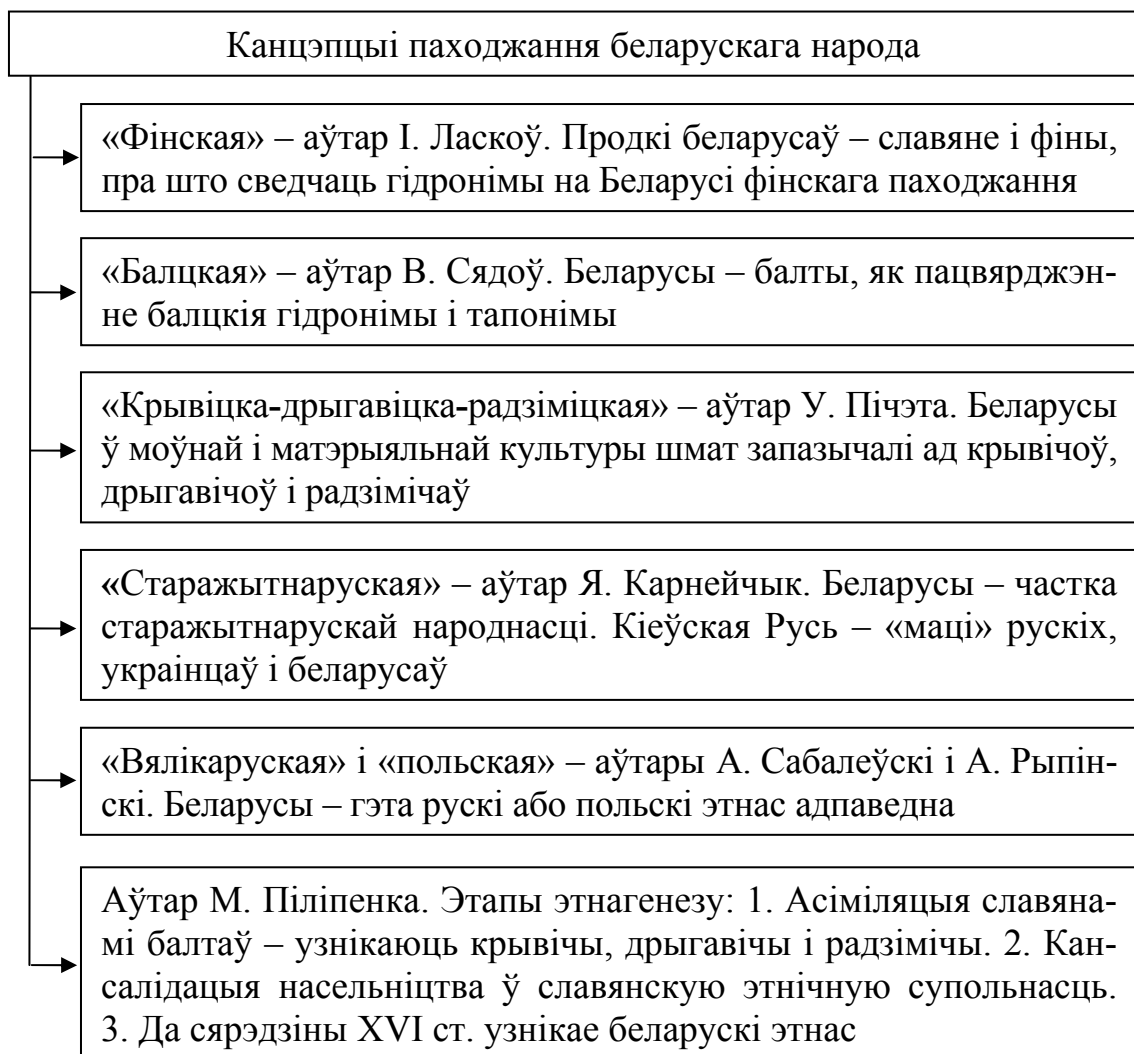 Канцэпцыі паходжання беларускага народа
«Фінская» – аўтар І. Ласкоў. Продкі беларусаў – славяне і фіны,
пра што сведчаць гідронімы на Беларусі фінскага паходжання
«Балцкая» – аўтар В. Сядоў. Беларусы – балты, як пацвярджэн-
не балцкія гідронімы і тапонімы
«Крывіцка-дрыгавіцка-радзіміцкая» – аўтар У. Пічэта. Беларусы
ў моўнай і матэрыяльнай культуры шмат запазычалі ад крывічоў,
дрыгавічоў і радзімічаў
«Старажытнаруская» – аўтар Я. Карнейчык. Беларусы – частка
старажытнарускай народнасці. Кіеўская Русь – «маці» рускіх,
украінцаў і беларусаў
«Вялікаруская» і «польская» – аўтары А. Сабалеўскі і А. Рыпін-
скі. Беларусы – гэта рускі або польскі этнас адпаведна
Аўтар М. Піліпенка. Этапы этнагенезу: 1. Асіміляцыя славяна-
мі балтаў – узнікаюць крывічы, дрыгавічы і радзімічы. 2. Кан-
салідацыя насельніцтва ў славянскую этнічную супольнасць.
3. Да сярэдзіны XVI ст. узнікае беларускі этнас